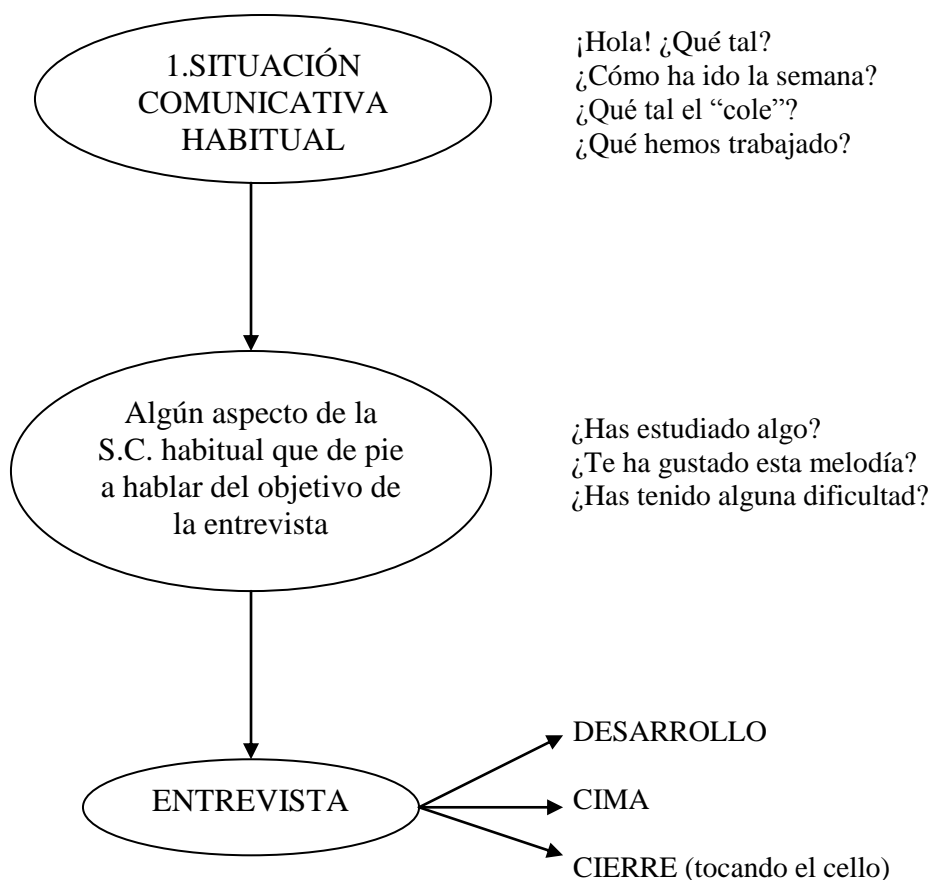 1.SITUACIÓN
COMUNICATIVA
HABITUAL
¡Hola! ¿Qué tal?
¿Cómo ha ido la semana?
¿Qué tal el “cole”?
¿Qué hemos trabajado?
Algún aspecto de la
S.C. habitual que de pie
a hablar del objetivo de
la entrevista
¿Has estudiado algo?
¿Te ha gustado esta melodía?
¿Has tenido alguna dificultad?
ENTREVISTA
DESARROLLO
CIMA
CIERRE (tocando el cello)